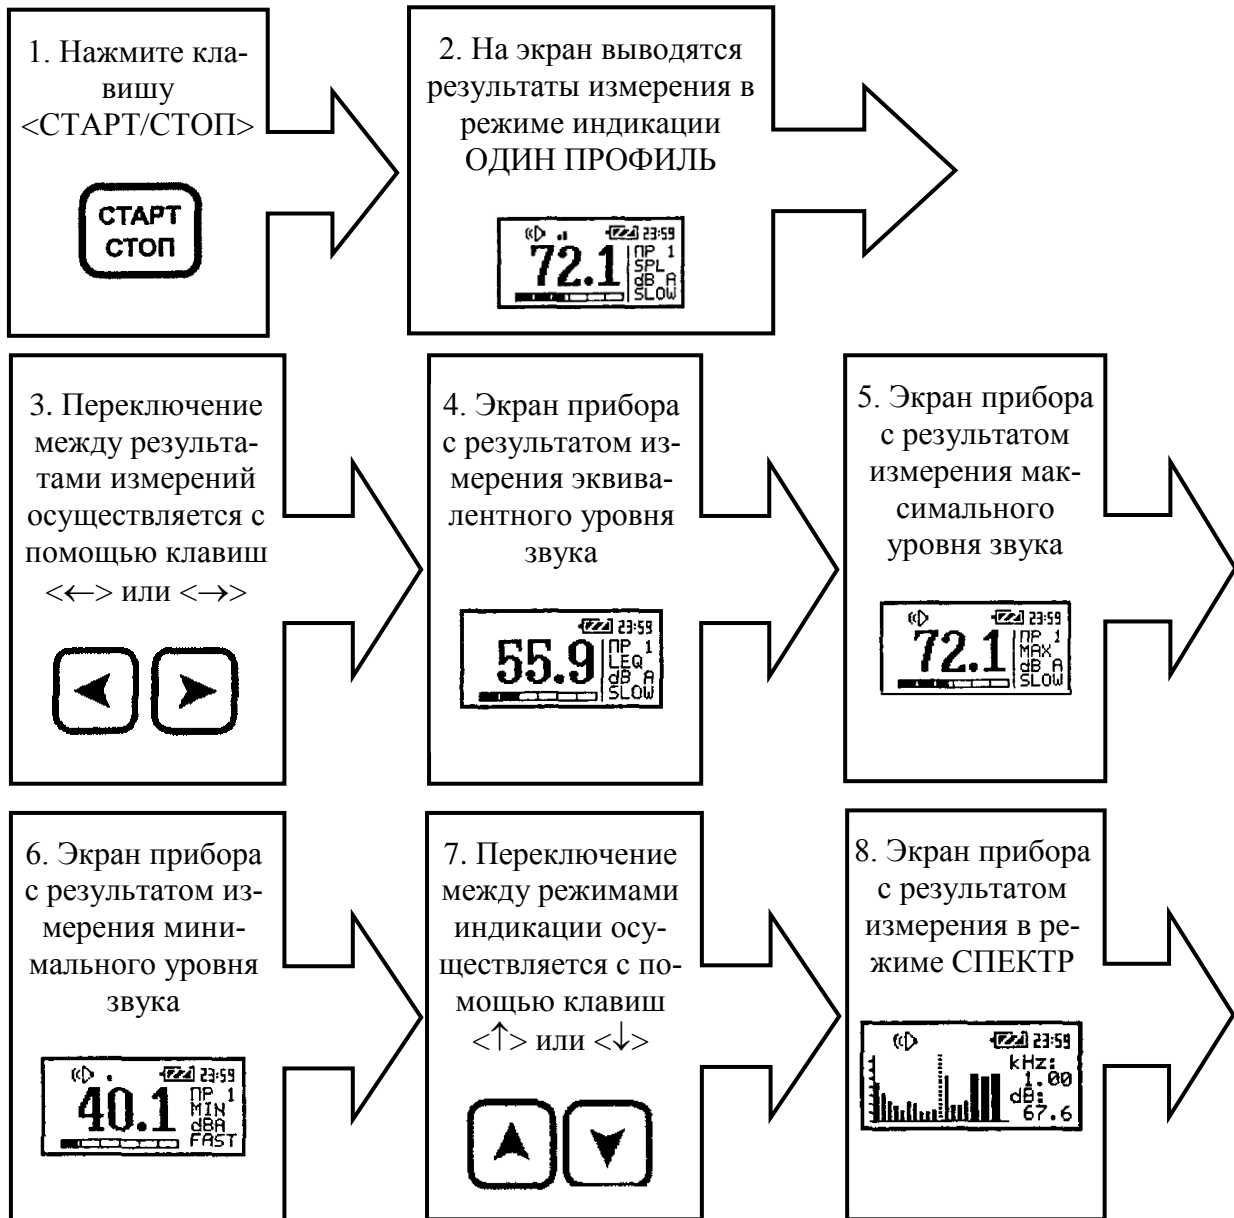 1. Нажмите кла-
вишу
<СТАРТ/СТОП>
СТАРТ
СТОП
2. На экран выводятся
результаты измерения в
режиме индикации
ОДИН ПРОФИЛЬ
23:59
72.1
ПР 1
SPL
dB A
SLOW
3. Переключение
между результа-
тами измерений
осуществляется с
помощью клавиш
<←> или <→>
4. Экран прибора
с результатом из-
мерения эквива-
лентного уровня
звука
23:59
55.9
ПР 1
LEQ
dB A
SLOW
5. Экран прибора
с результатом
измерения мак-
симального
уровня звука
23:59
72.1
ПР 1
MAX
dB A
SLOW
6. Экран прибора
с результатом из-
мерения мини-
мального уровня
звука
23:59
40.1
ПР 1
MIN
dBA
FAST
7. Переключение
между режимами
индикации осу-
ществляется с по-
мощью клавиш
<↑> или <↓>
8. Экран прибора
с результатом
измерения в ре-
жиме СПЕКТР
23:59
kHz:
1.00
dB:
67.6